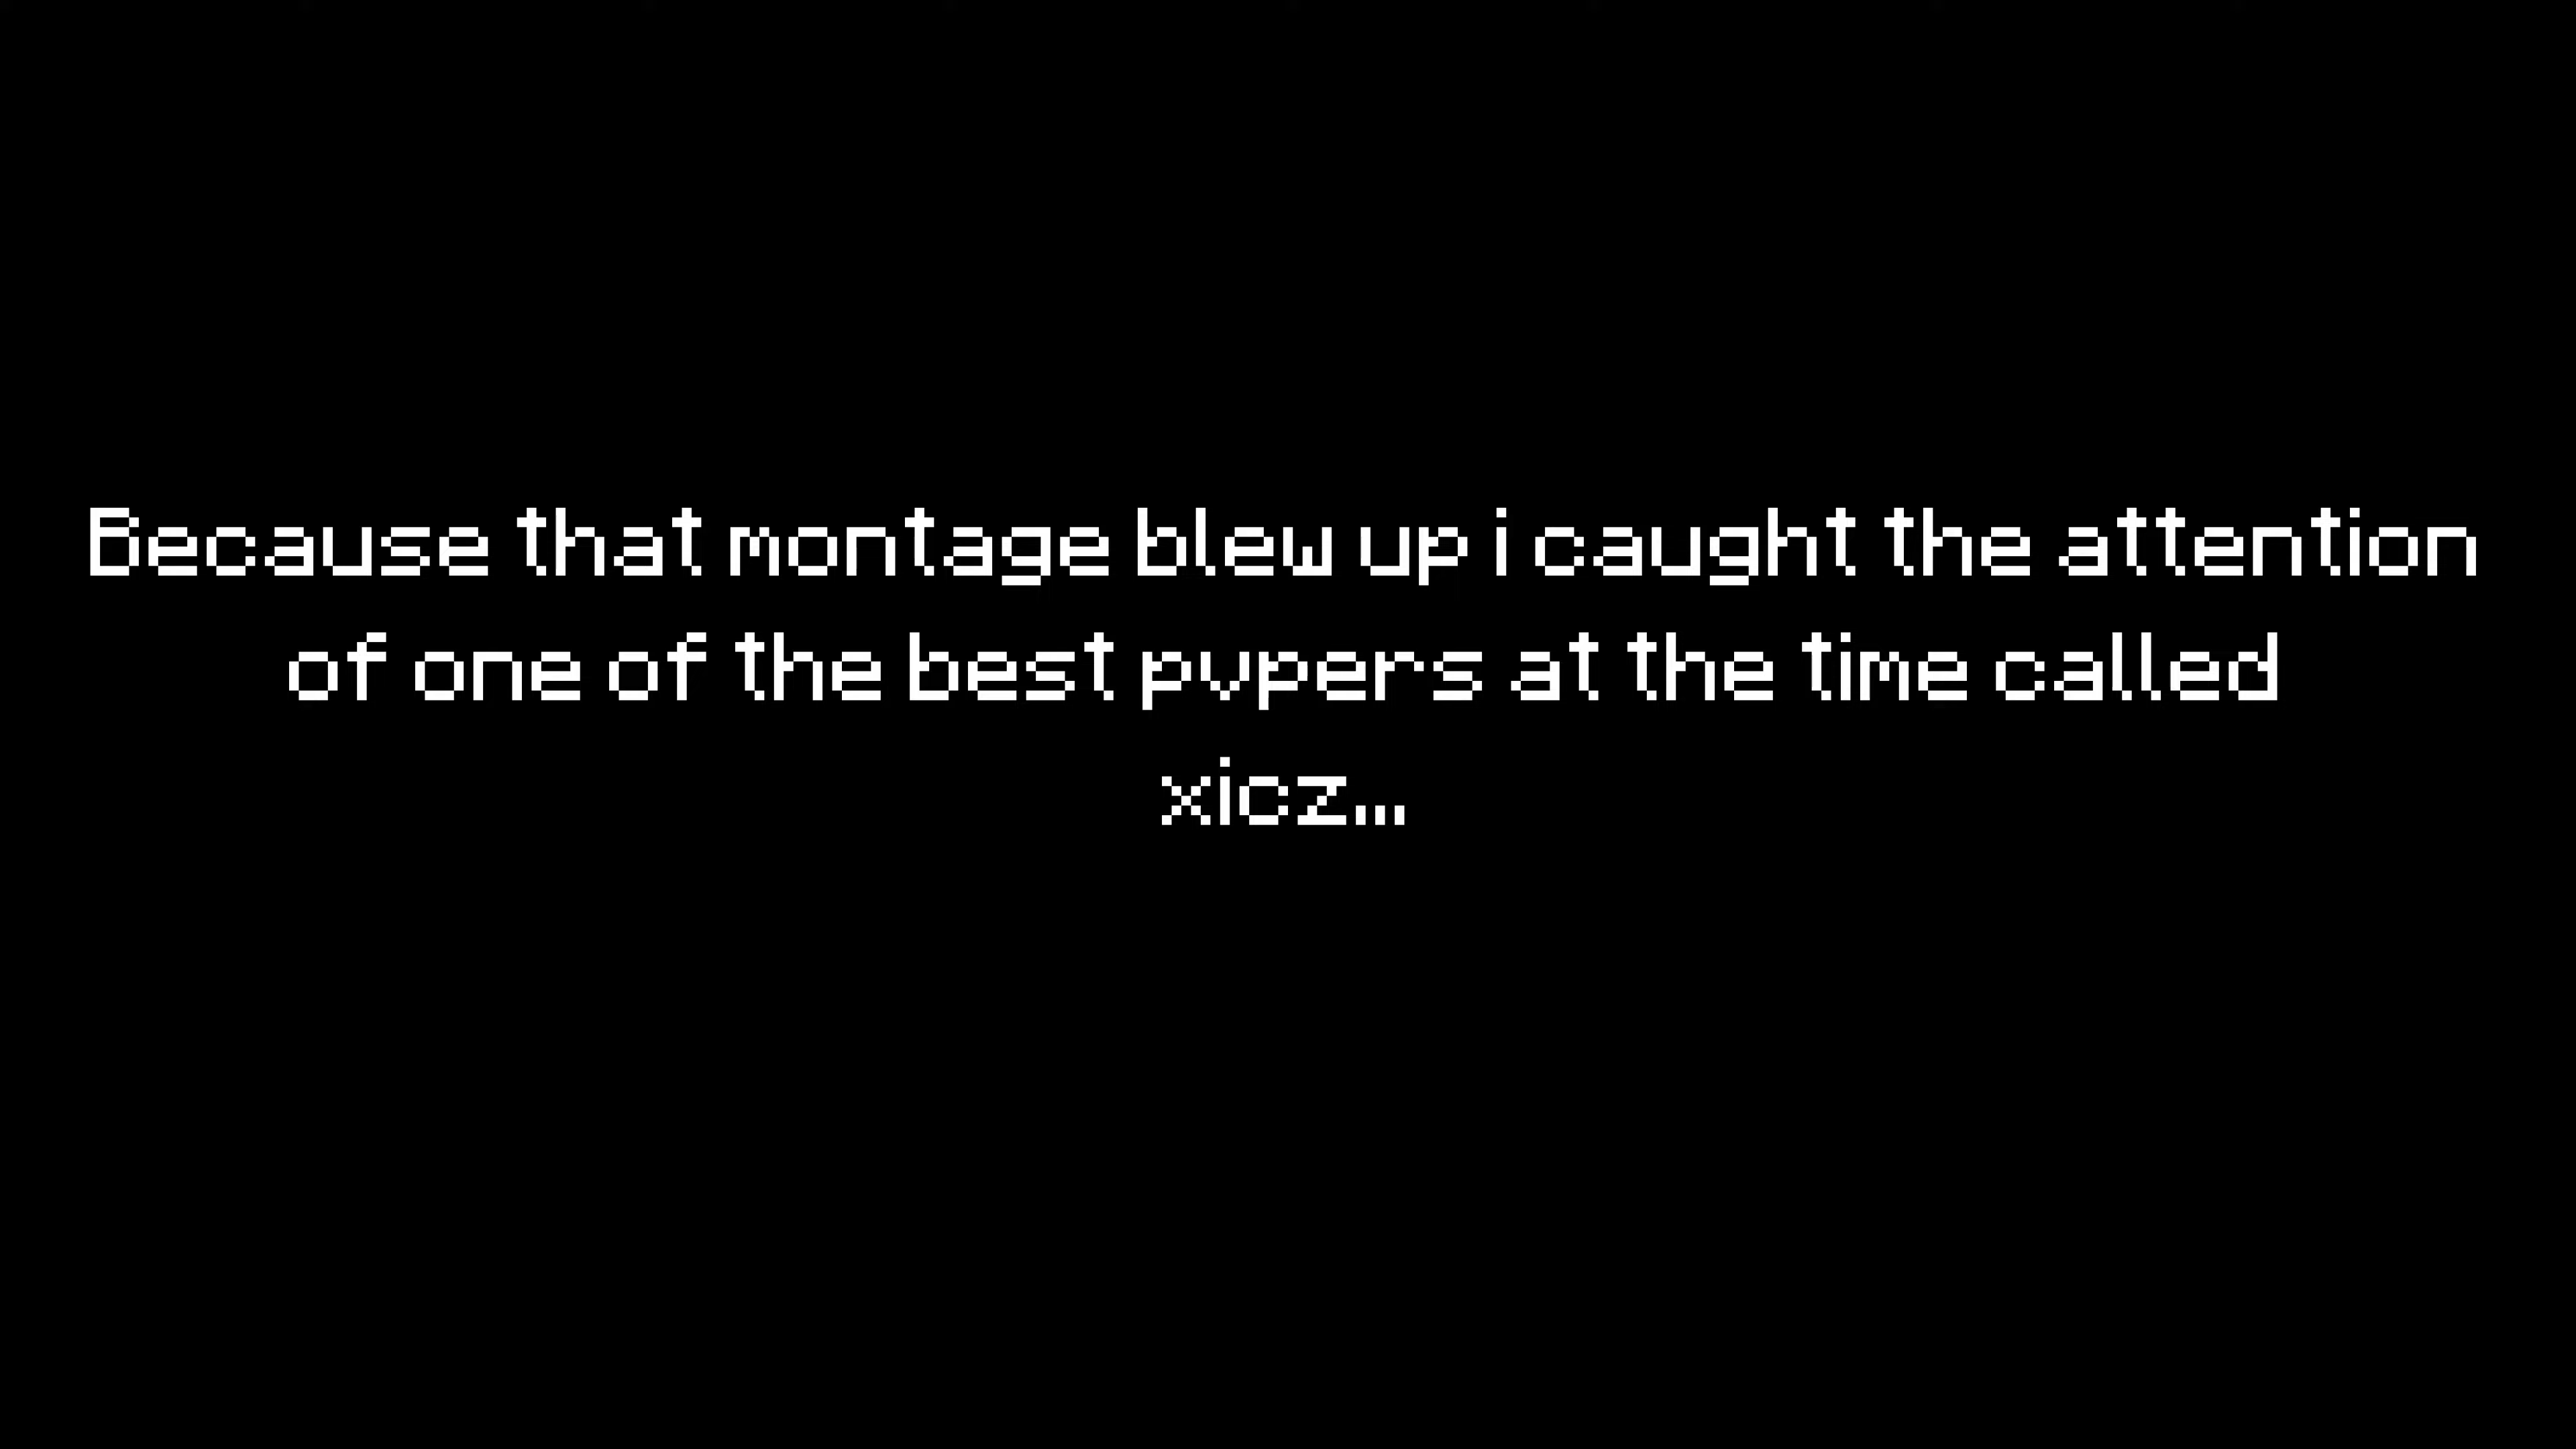 Because that montage blew up i caught the attention
of one of the best pvpers at the time called
xicz...